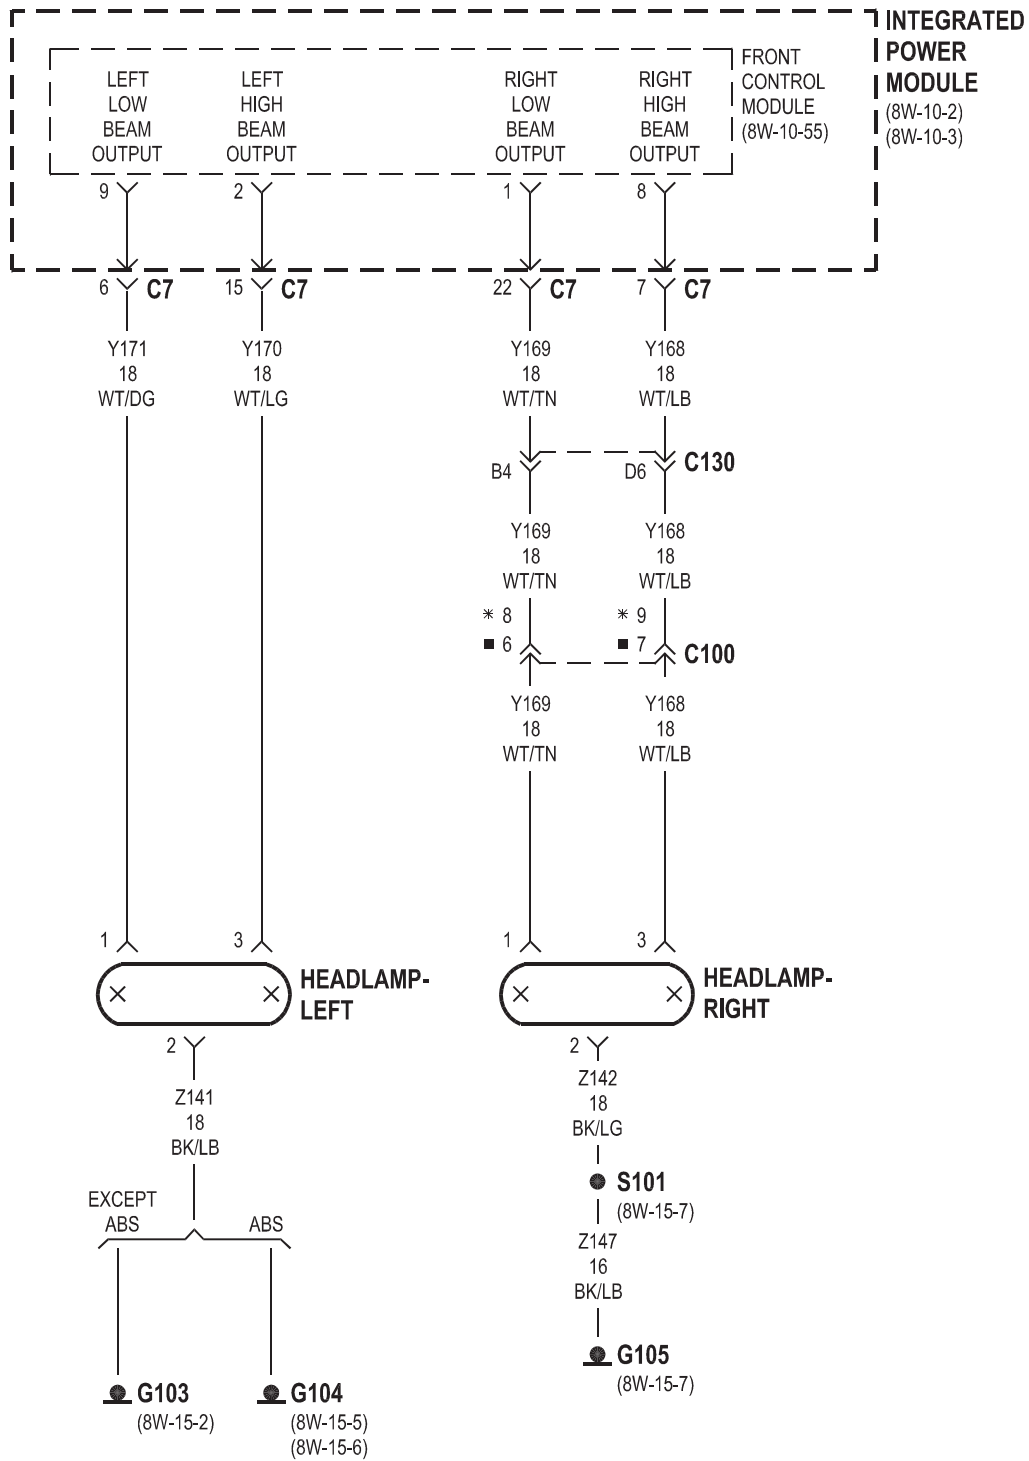 INTEGRATED
POWER
MODULE
(8W-10-2)
(8W-10-3)
FRONT
CONTROL
MODULE
(8W-10-55)
LEFT
LOW
BEAM
OUTPUT
LEFT
HIGH
BEAM
OUTPUT
RIGHT
LOW
BEAM
OUTPUT
RIGHT
HIGH
BEAM
OUTPUT
9 2 1 8
6 C7 15 C7 22 C7 7 C7
Y171 Y170 Y169 Y168
18 18 18 18
WT/DG WT/LG WT/TN WT/LB
B4 D6 C130
Y169 Y168
18 18
WT/TN WT/LB
✳ 8 ✳ 9
■ 6 ■ 7 C100
Y169 Y168
18 18
WT/TN WT/LB
1 3 1 3
HEADLAMP-
LEFT
HEADLAMP-
RIGHT
2
Z141
18
BK/LB
EXCEPT
ABS
ABS
G103
(8W-15-2)
G104
(8W-15-5)
(8W-15-6)
2
Z142
18
BK/LG
S101
(8W-15-7)
Z147
16
BK/LB
G105
(8W-15-7)